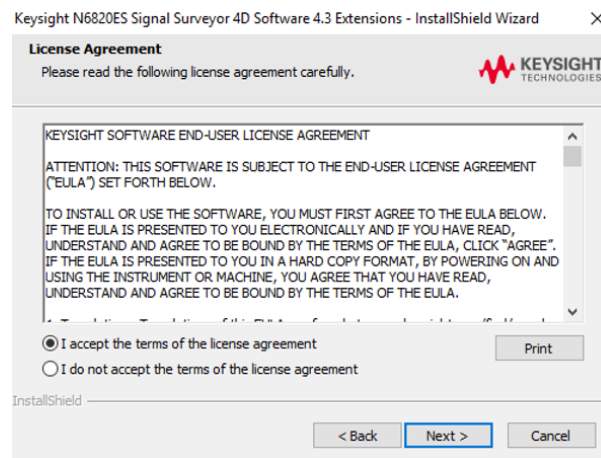 Keysight N6820ES Signal Surveyor 4D Software 4.3 Extensions - InstallShield Wizard
License Agreement
Please read the following license agreement carefully.
KEYSIGHT
TECHNOLOGIES
KEYSIGHT SOFTWARE END-USER LICENSE AGREEMENT
ATTENTION: THIS SOFTWARE IS SUBJECT TO THE END-USER LICENSE AGREEMENT
("EULA") SET FORTH BELOW.
TO INSTALL OR USE THE SOFTWARE, YOU MUST FIRST AGREE TO THE EULA BELOW.
IF THE EULA IS PRESENTED TO YOU ELECTRONICALLY AND IF YOU HAVE READ,
UNDERSTAND AND AGREE TO BE BOUND BY THE TERMS OF THE EULA, CLICK "AGREE".
IF THE EULA IS PRESENTED TO YOU IN A HARD COPY FORMAT, BY POWERING ON AND
USING THE INSTRUMENT OR MACHINE, YOU AGREE THAT YOU HAVE READ,
UNDERSTAND AND AGREE TO BE BOUND BY THE TERMS OF THE EULA.
I accept the terms of the license agreement
Print
I do not accept the terms of the license agreement
InstallShield
< Back
Next >
Cancel